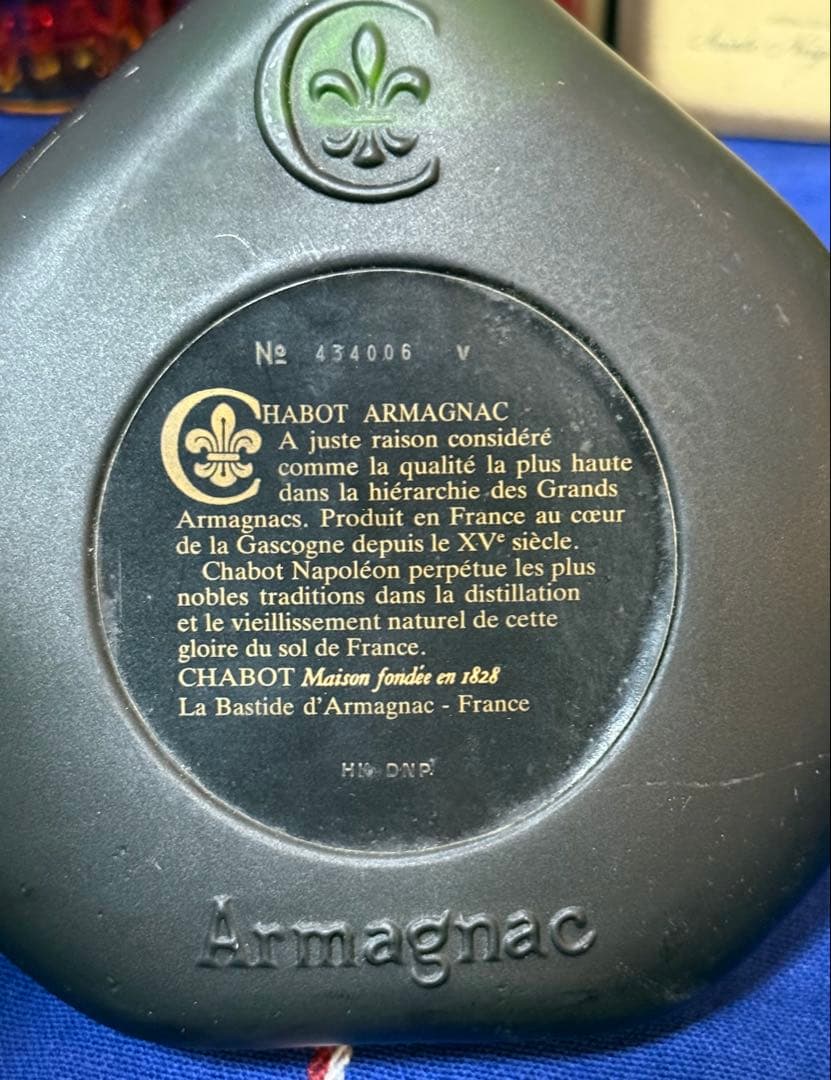 № 434006 V
CHABOT ARMAGNAC
A juste raison considéré
comme la qualité la plus haute
dans la hiérarchie des Grands
Armagnacs. Produit en France au cœur
de la Gascogne depuis le XVᵉ siècle.
Chabot Napoléon perpétue les plus
nobles traditions dans la distillation
et le vieillissement naturel de cette
gloire du sol de France.
CHABOT Maison fondée en 1828
La Bastide d'Armagnac - France
DNP
Armagnac